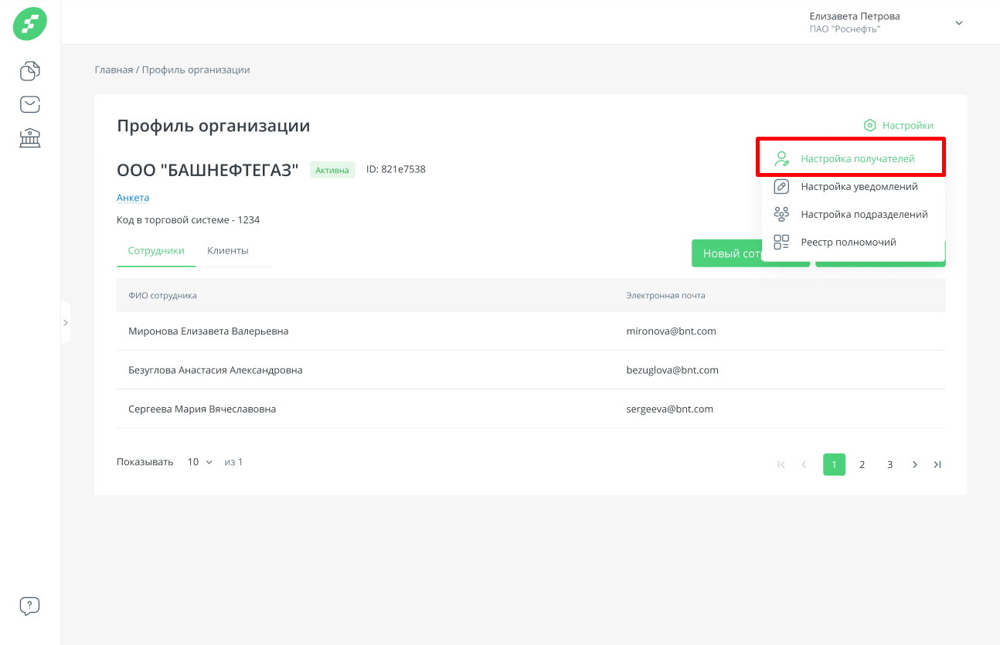 Елизавета Петрова
ПАО "Роснефть"
Главная / Профиль организации
Профиль организации
Настройки
ООО "БАШНЕФТЕГАЗ"
Активна
ID: 821e7538
Настройка получателей
Настройка уведомлений
Настройка подразделений
Реестр полномочий
Анкета
Код в торговой системе - 1234
Сотрудники
Клиенты
Новый
ФИО сотрудника
Электронная почта
Миронова Елизавета Валерьевна
mironova@bnt.com
Безуглова Анастасия Александровна
bezuglova@bnt.com
Сергеева Мария Вячеславовна
sergeeva@bnt.com
Показывать 10 из 1
1 2 3
?